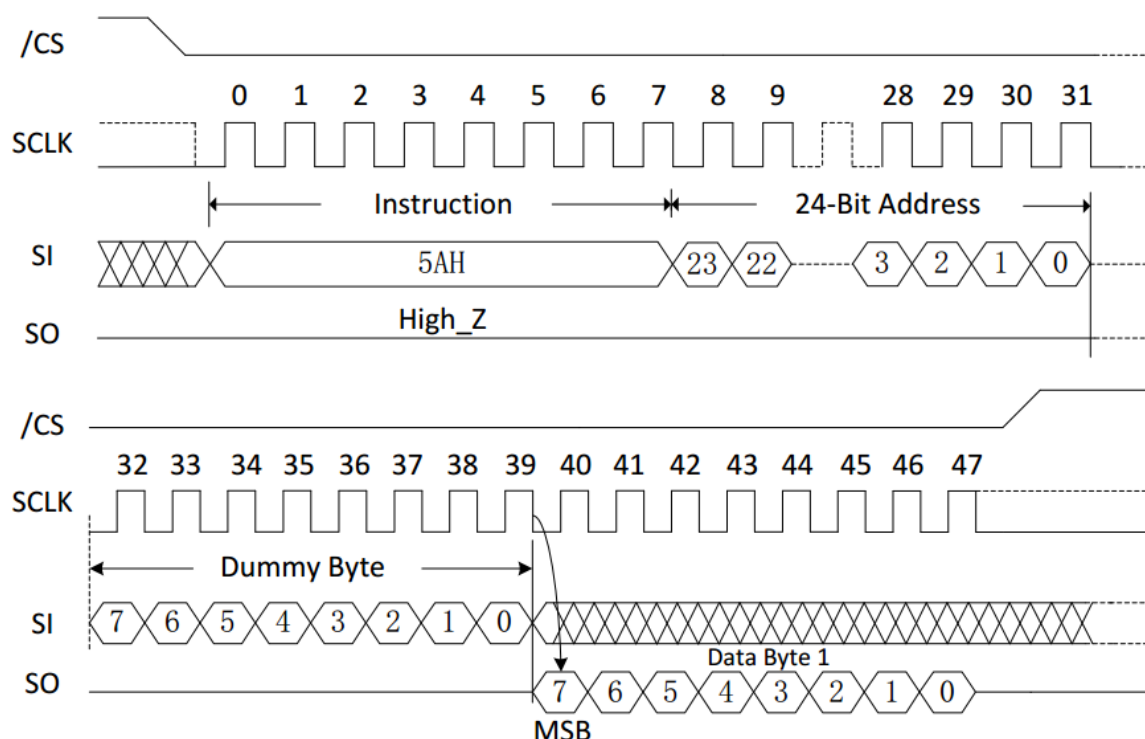 /CS
0 1 2 3 4 5 6 7 8 9 28 29 30 31
SCLK
Instruction 24-Bit Address
SI 5AH 23 22 3 2 1 0
High_Z
SO
/CS
32 33 34 35 36 37 38 39 40 41 42 43 44 45 46 47
SCLK
Dummy Byte
SI 7 6 5 4 3 2 1 0
Data Byte 1
SO 7 6 5 4 3 2 1 0
MSB